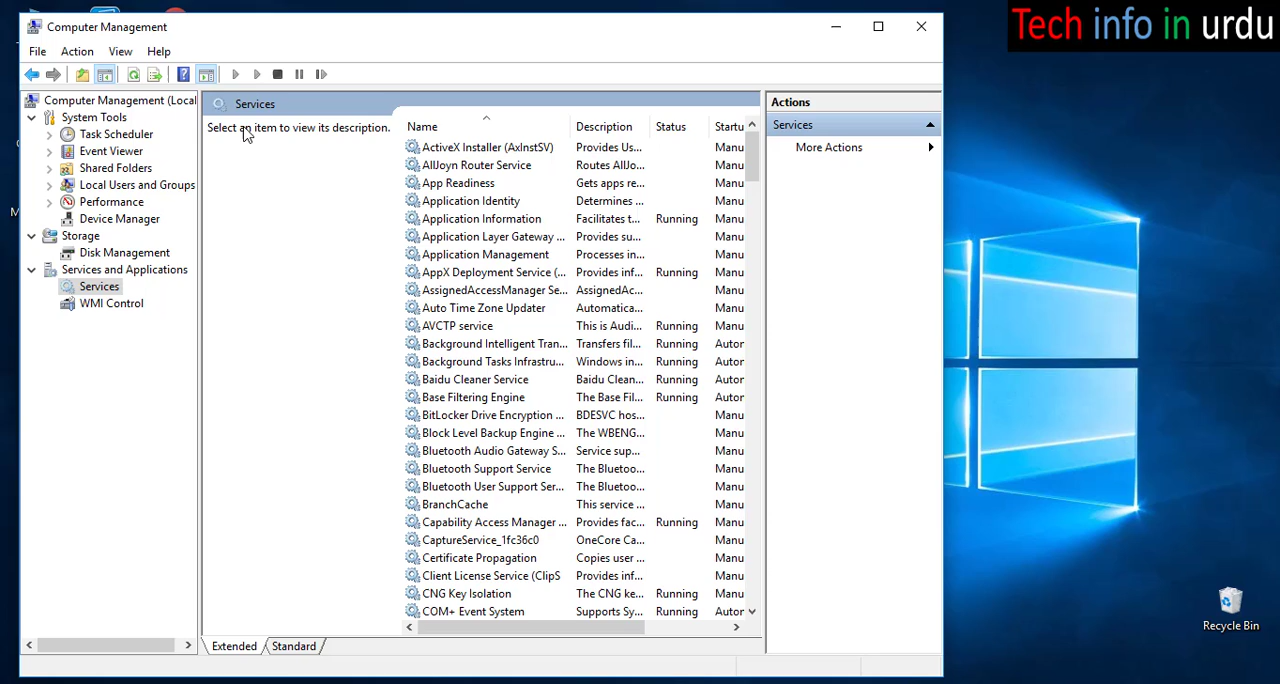 Computer Management
Tech info in urdu
File Action View Help
Computer Management (Local
System Tools
Task Scheduler
Event Viewer
Shared Folders
Local Users and Groups
Performance
Device Manager
Storage
Disk Management
Services and Applications
Services
WMI Control
Services
Select an item to view its description.
Name Description Status Startu
ActiveX Installer (AxInstSV) Provides Us... Manu
AllJoyn Router Service Routes AllJo... Manu
App Readiness Gets apps re... Manu
Application Identity Determines ... Manu
Application Information Facilitates t... Running Manu
Application Layer Gateway ... Provides su... Manu
Application Management Processes in... Manu
AppX Deployment Service (... Provides inf... Running Manu
AssignedAccessManager Se... AssignedAc... Manu
Auto Time Zone Updater Automatica... Manu
AVCTP service This is Audi... Running Manu
Background Intelligent Tran... Transfers fil... Running Autor
Background Tasks Infrastru... Windows in... Running Autor
Baidu Cleaner Service Baidu Clean... Running Autor
Base Filtering Engine The Base Fil... Running Autor
BitLocker Drive Encryption ... BDESVC hos... Manu
Block Level Backup Engine ... The WBENG... Manu
Bluetooth Audio Gateway S... Service sup... Manu
Bluetooth Support Service The Bluetoo... Manu
Bluetooth User Support Ser... The Bluetoo... Manu
BranchCache This service ... Manu
Capability Access Manager ... Provides fac... Running Manu
CaptureService_1fc36c0 OneCore Ca... Manu
Certificate Propagation Copies user ... Manu
Client License Service (ClipS Provides inf... Manu
CNG Key Isolation The CNG ke... Running Manu
COM+ Event System Supports Sy... Running Autor
Extended Standard
Actions
Services
More Actions
Recycle Bin